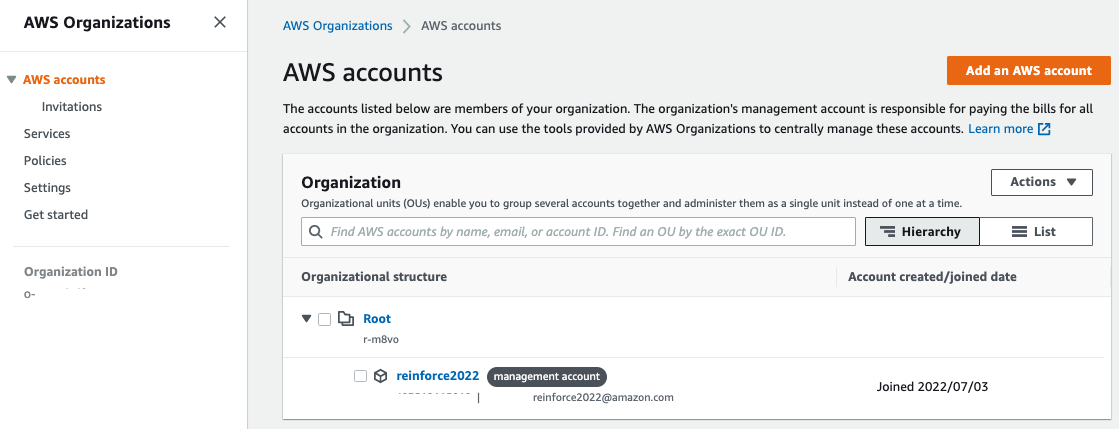 AWS Organizations
AWS accounts
Invitations
Services
Policies
Settings
Get started
Organization ID
o-
AWS Organizations > AWS accounts
AWS accounts
Add an AWS account
The accounts listed below are members of your organization. The organization's management account is responsible for paying the bills for all
accounts in the organization. You can use the tools provided by AWS Organizations to centrally manage these accounts. Learn more
Organization
Actions
Organizational units (OUs) enable you to group several accounts together and administer them as a single unit instead of one at a time.
Find AWS accounts by name, email, or account ID. Find an OU by the exact OU ID.
Hierarchy
List
Organizational structure
Account created/joined date
Root
r-m8vo
reinforce2022 management account
| reinforce2022@amazon.com
Joined 2022/07/03